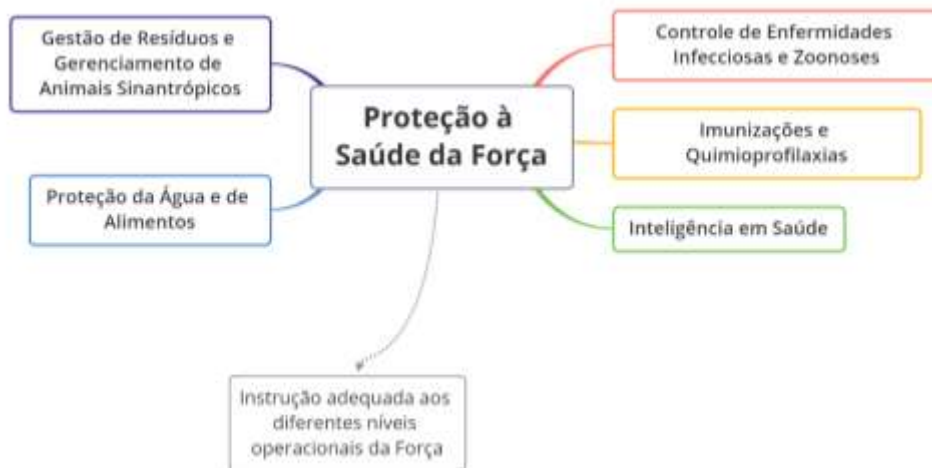 Gestão de Resíduos e
Gerenciamento de
Animais Sinantrópicos
Proteção da Água e de
Alimentos
Proteção à
Saúde da Força
Controle de Enfermidades
Infecciosas e Zoonoses
Imunizações e
Quimioprofilaxias
Inteligência em Saúde
Instrução adequada aos
diferentes níveis
operacionais da Força